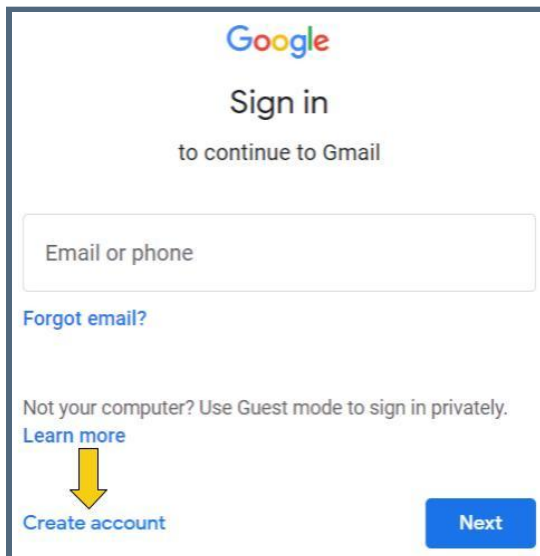 Google
Sign in
to continue to Gmail
Email or phone
Forgot email?
Not your computer? Use Guest mode to sign in privately.
Learn more
Create account
Next